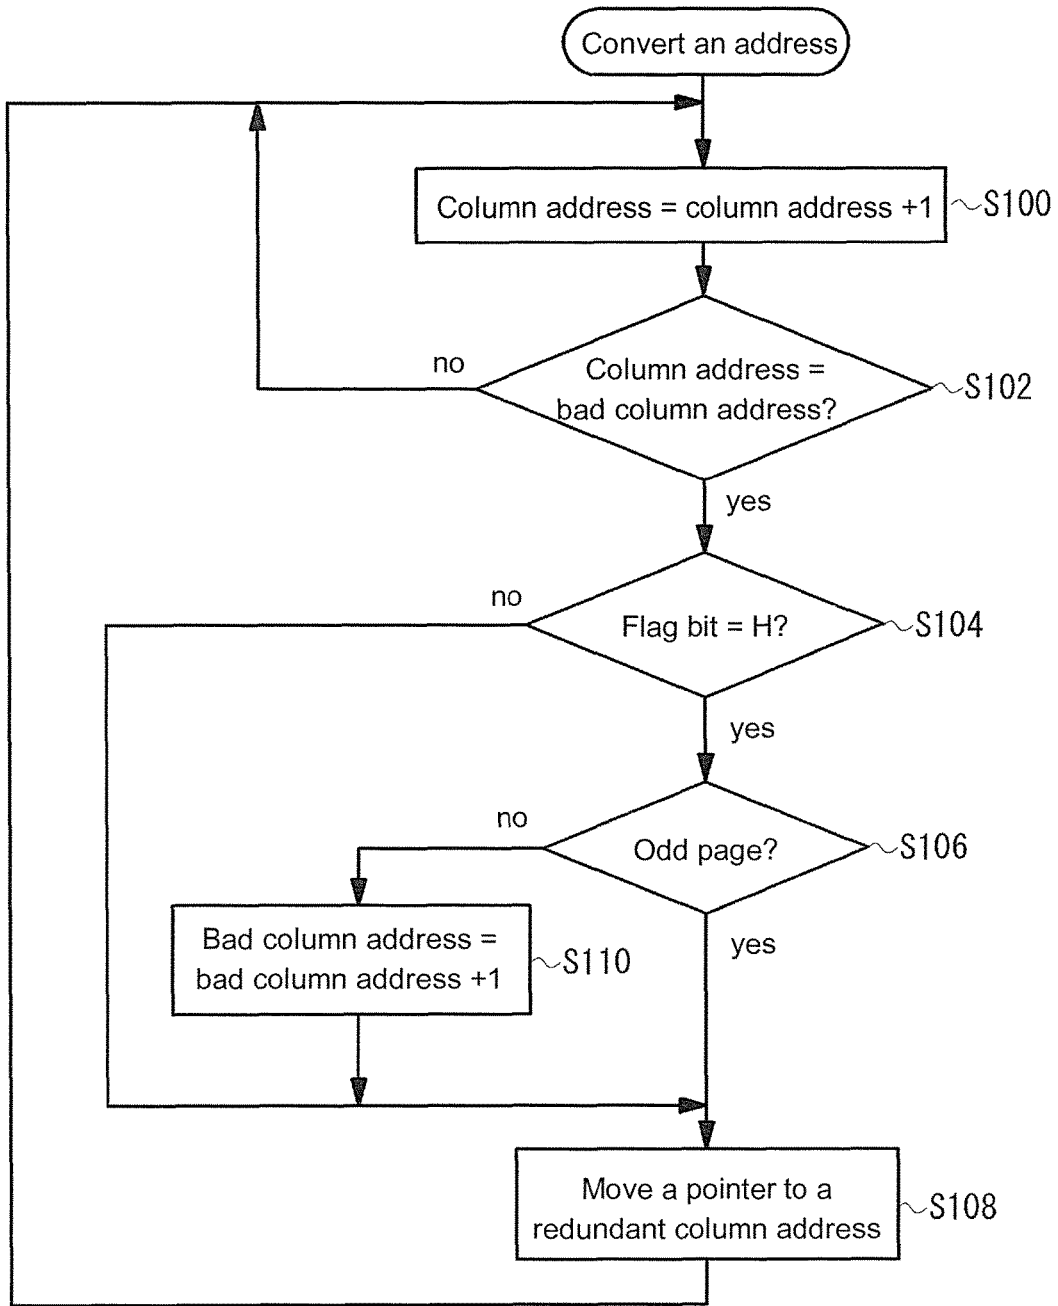 Convert an address
Column address = column address +1
S100
no
Column address =
bad column address?
S102
yes
no
Flag bit = H?
S104
yes
no
Odd page?
S106
yes
Bad column address =
bad column address +1
S110
Move a pointer to a
redundant column address
S108